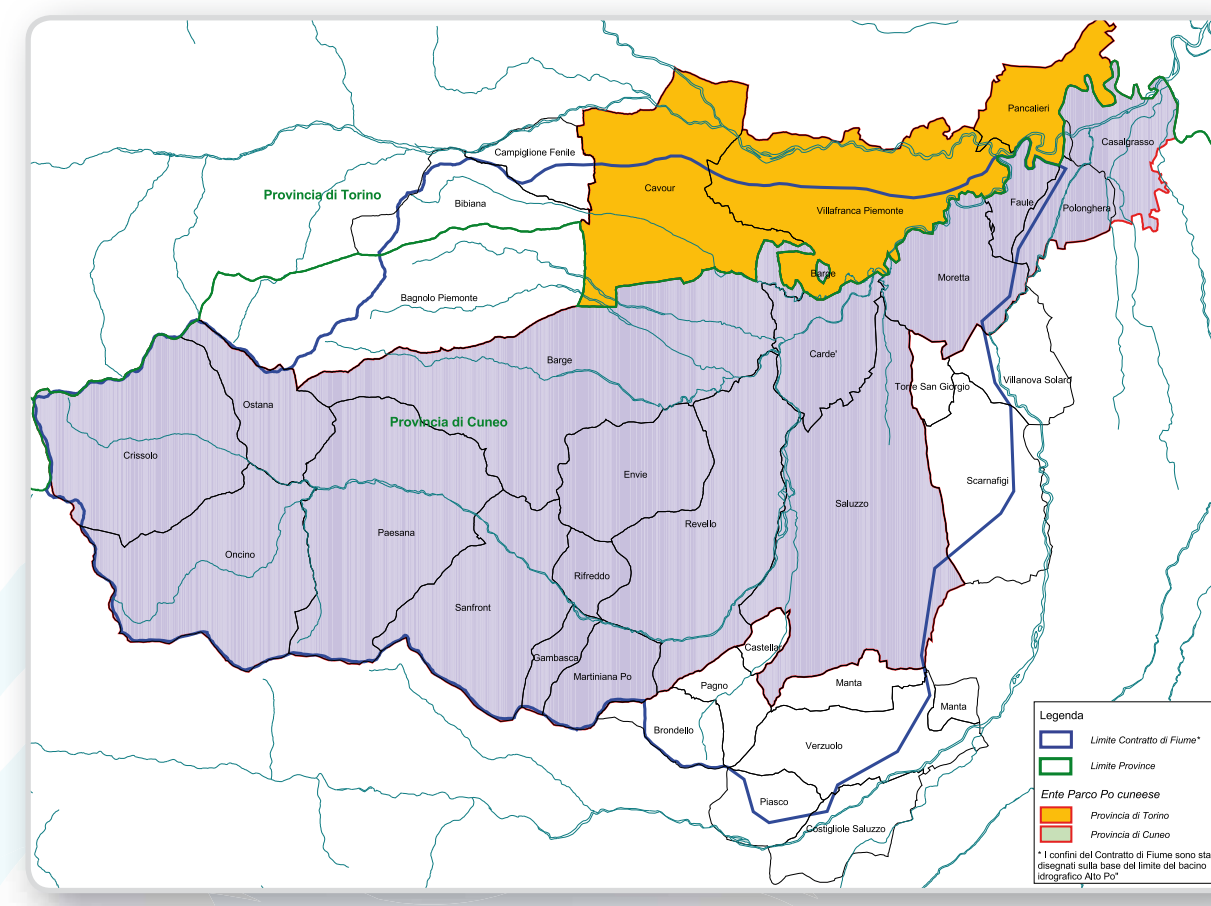 Pancalieri
Casalgrasso
Campiglione Fenile
Provincia di Torino
Cavour
Bibiana
Villafranca Piemonte
Faule
Polonghera
Barge
Moretta
Bagnolo Piemonte
Barge
Carde'
Torre San Giorgio
Villanova Solaro
Ostana
Provincia di Cuneo
Crissolo
Envie
Scarnafigi
Saluzzo
Revello
Paesana
Oncino
Rifreddo
Sanfront
Castellar
Gambasca
Martiniana Po
Pagno
Manta
Manta
Brondello
Verzuolo
Piasco
Costigliole Saluzzo
Legenda
Limite Contratto di Fiume*
Limite Province
Ente Parco Po cuneese
Provincia di Torino
Provincia di Cuneo
* I confini del Contratto di Fiume sono sta
disegnati sulla base del limite del bacino
idrografico Alto Po"